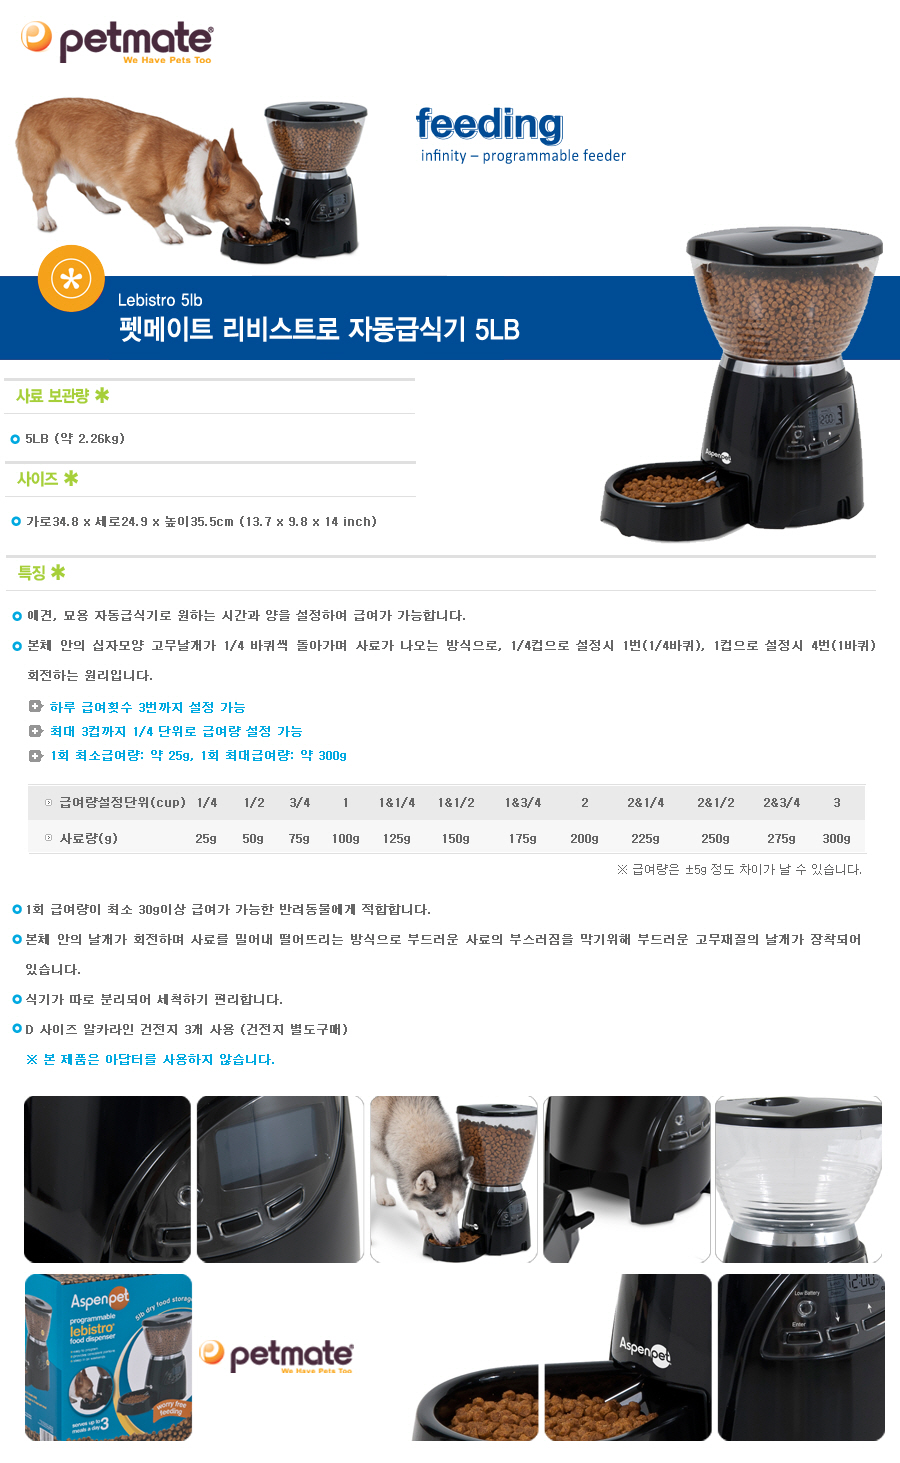 petmate®
We Have Pets Too
feeding
infinity – programmable feeder
Lebistro 5lb
펫메이트 리비스트로 자동급식기 5LB
AspenPet
사료 보관량 ✱
5LB (약 2.26kg)
사이즈 ✱
가로34.8 x 세로24.9 x 높이35.5cm (13.7 x 9.8 x 14 inch)
특징 ✱
애견, 묘용 자동급식기로 원하는 시간과 양을 설정하여 급여가 가능합니다.
본체 안의 십자모양 고무날개가 1/4 바퀴씩 돌아가며 사료가 나오는 방식으로, 1/4컵으로 설정시 1번(1/4바퀴), 1컵으로 설정시 4번(1바퀴)
회전하는 원리입니다.
하루 급여횟수 3번까지 설정 가능
최대 3컵까지 1/4 단위로 급여량 설정 가능
1회 최소급여량: 약 25g, 1회 최대급여량: 약 300g
급여량설정단위(cup) 1/4 1/2 3/4 1 1&1/4 1&1/2 1&3/4 2 2&1/4 2&1/2 2&3/4 3
사료량(g) 25g 50g 75g 100g 125g 150g 175g 200g 225g 250g 275g 300g
※ 급여량은 ±5g 정도 차이가 날 수 있습니다.
1회 급여량이 최소 30g이상 급여가 가능한 반려동물에게 적합합니다.
본체 안의 날개가 회전하며 사료를 밀어내 떨어뜨리는 방식으로 부드러운 사료의 부스러짐을 막기위해 부드러운 고무재질의 날개가 장착되어
있습니다.
식기가 따로 분리되어 세척하기 편리합니다.
D 사이즈 알카라인 건전지 3개 사용 (건전지 별도구매)
※ 본 제품은 아답터를 사용하지 않습니다.
Aspenpet
programmable
lebistro®
food dispenser
5lb dry food storage
worry free
feeding
serves up to
meals a day 3
petmate®
We Have Pets Too
Aspenpet
12:00
Low Battery
Enter